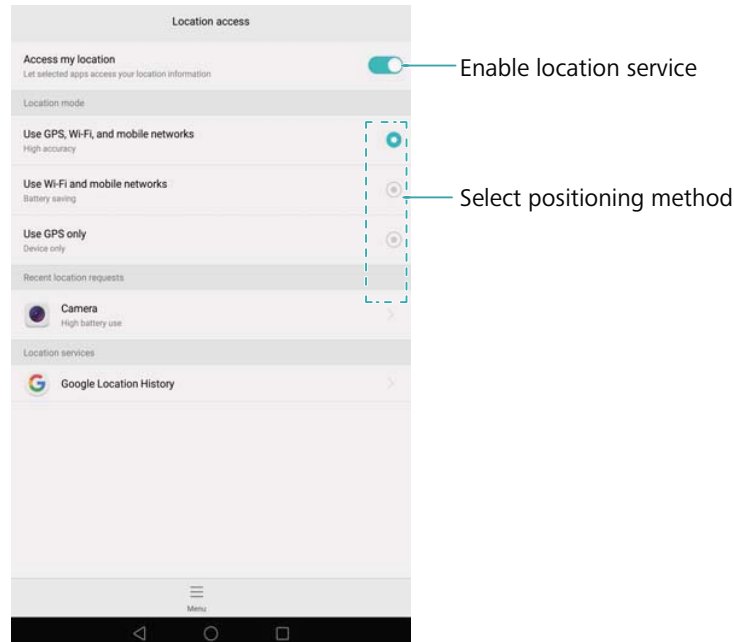 Location access
Access my location
Let selected apps access your location information
Enable location service
Location mode
Use GPS, Wi-Fi, and mobile networks
High accuracy
Use Wi-Fi and mobile networks
Battery saving
Select positioning method
Use GPS only
Device only
Recent location requests
Camera
High battery use
Location services
Google Location History
Menu